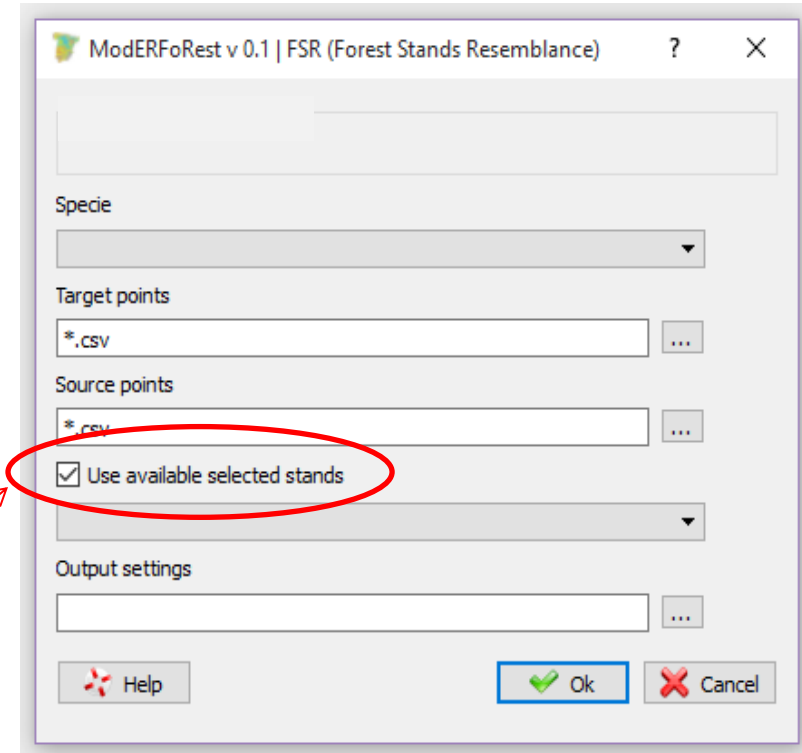 ModERFoRest v 0.1 | FSR (Forest Stands Resemblance) ?
Specie
Target points
*.csv
...
Source points
*.csv
...
Use available selected stands
Output settings
...
Help
Ok
Cancel